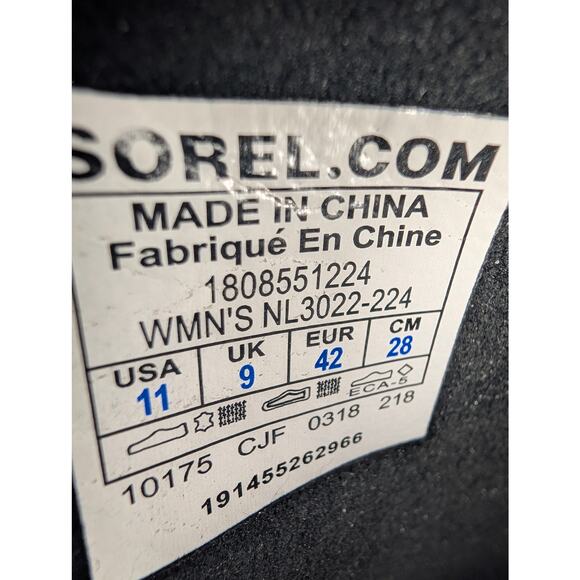 SOREL.COM
MADE IN CHINA
Fabriqué En Chine
1808551224
WMN'S NL3022-224
USA UK EUR CM
11 9 42 28
ECA-5
10175 CJF 0318 218
191455262966